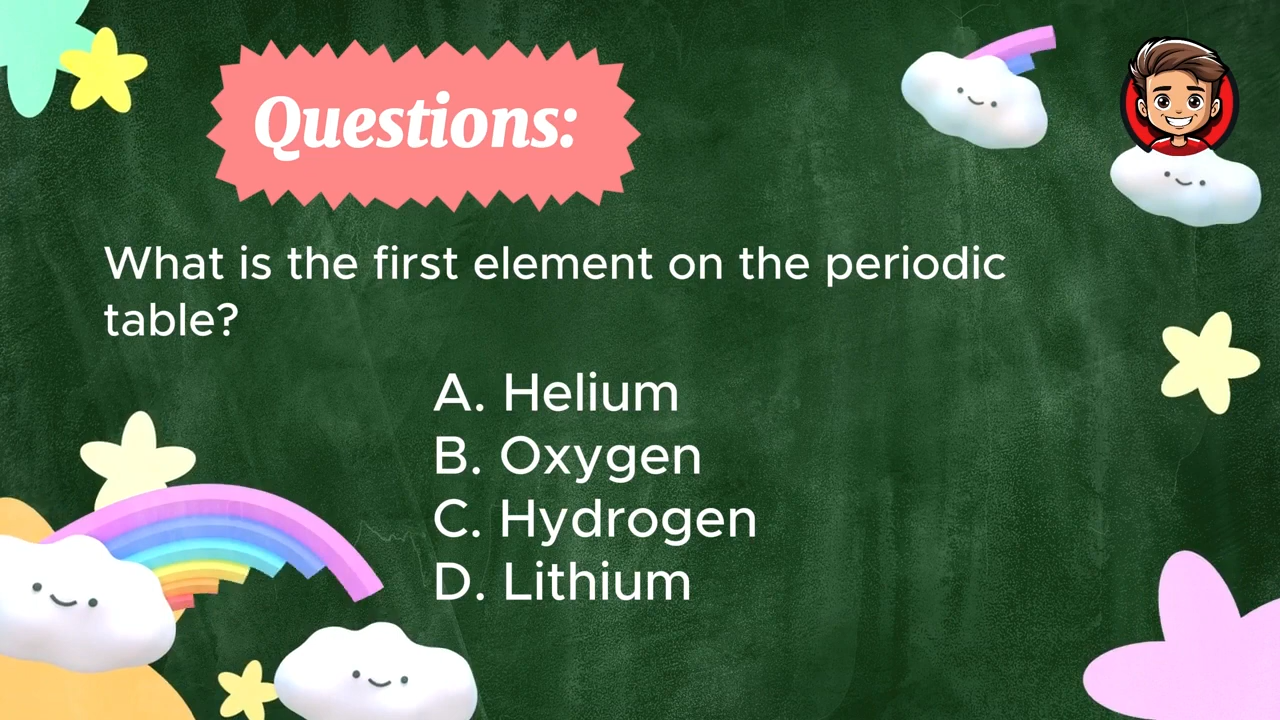 Questions:
What is the first element on the periodic
table?
A. Helium
B. Oxygen
C. Hydrogen
D. Lithium